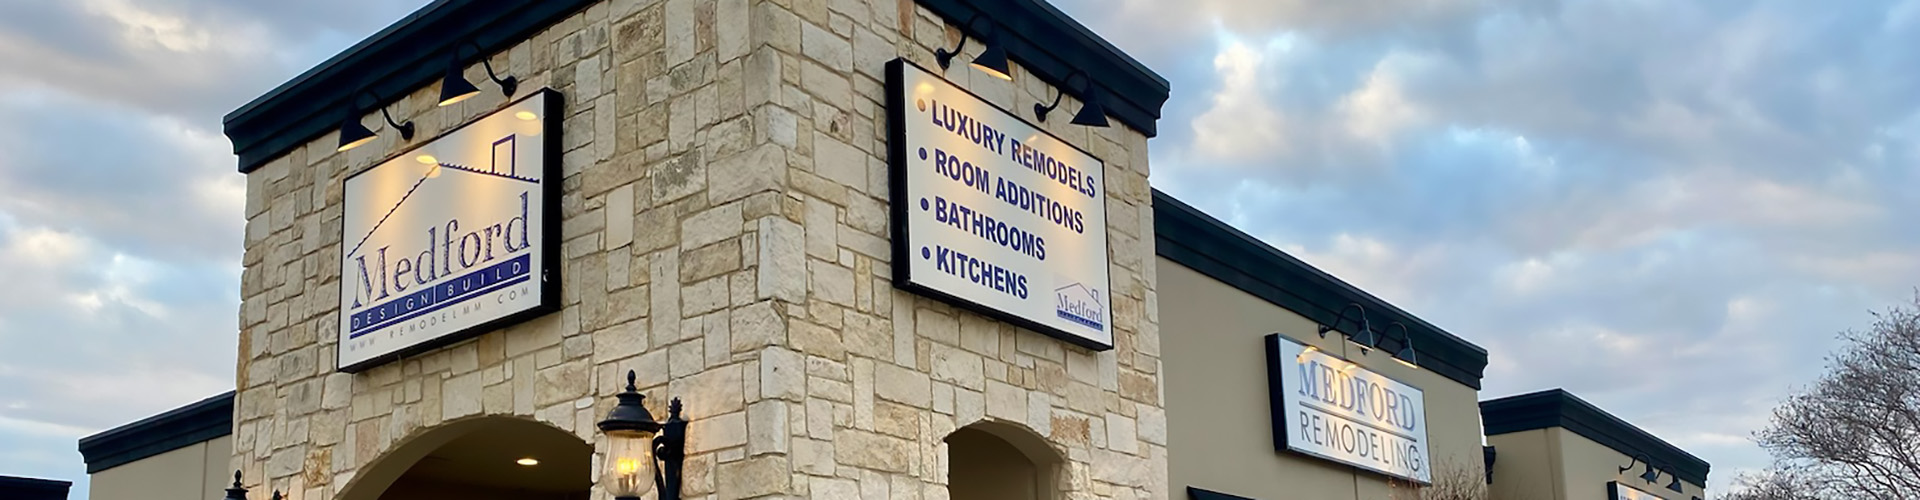 Medford
DESIGN BUILD
WWW REMODELMM COM
• LUXURY REMODELS
• ROOM ADDITIONS
• BATHROOMS
• KITCHENS
Medford
MEDFORD
REMODELING